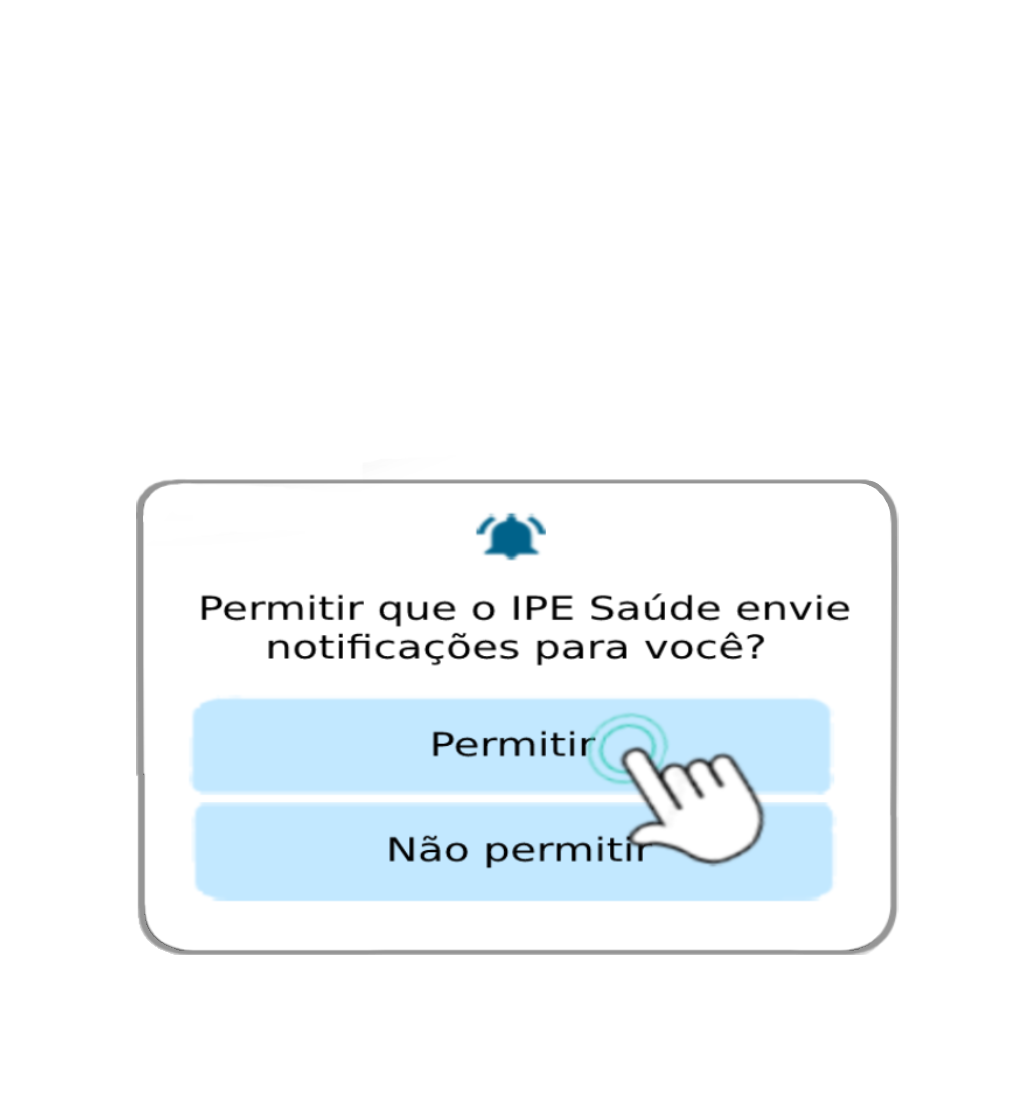 Permitir que o IPE Saúde envie
notificações para você?
Permitir
Não permitir